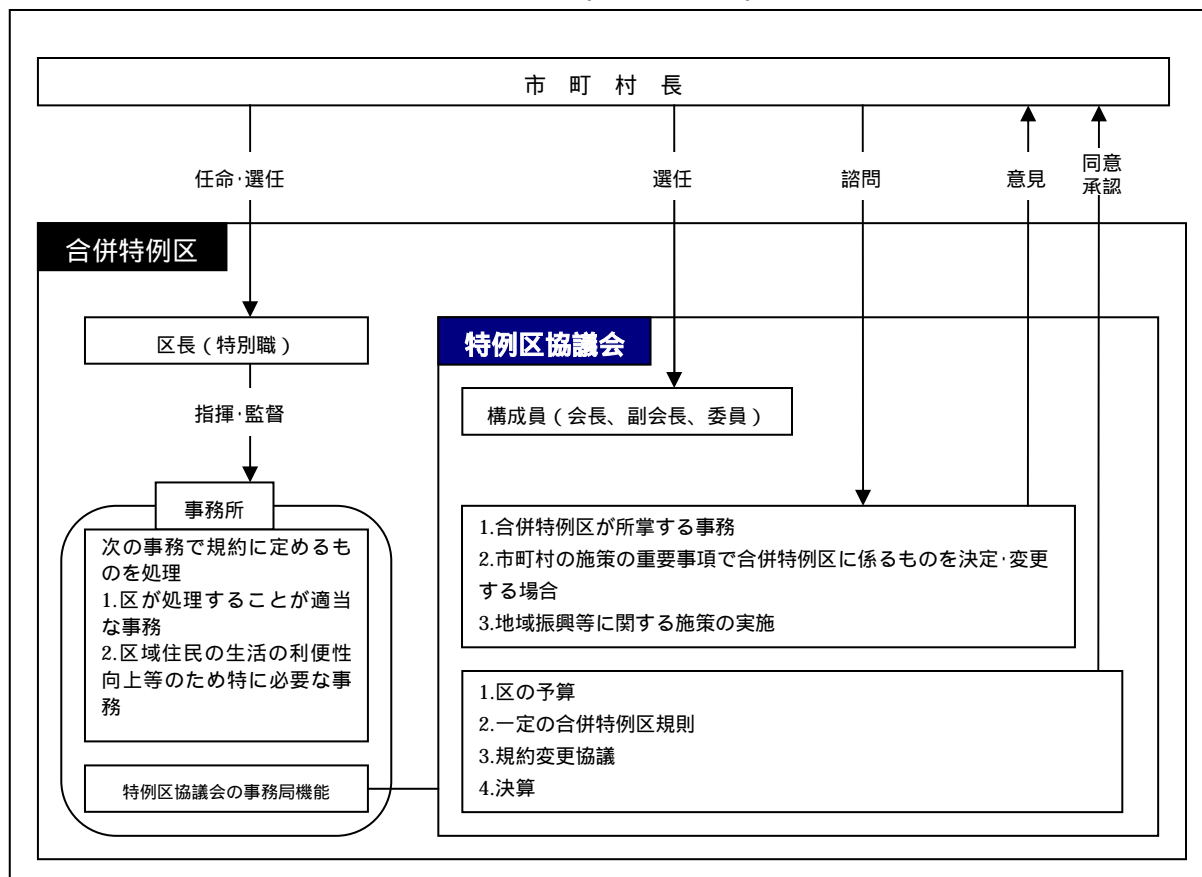 市 町 村 長
任命･選任
選任
諮問
意見
同意
承認
合併特例区
区長（特別職）
指揮･監督
事務所
次の事務で規約に定めるも
のを処理
1.区が処理することが適当
な事務
2.区域住民の生活の利便性
向上等のため特に必要な事
務
特例区協議会の事務局機能
特例区協議会
構成員（会長、副会長、委員）
1.合併特例区が所掌する事務
2.市町村の施策の重要事項で合併特例区に係るものを決定･変更
する場合
3.地域振興等に関する施策の実施
1.区の予算
2.一定の合併特例区規則
3.規約変更協議
4.決算